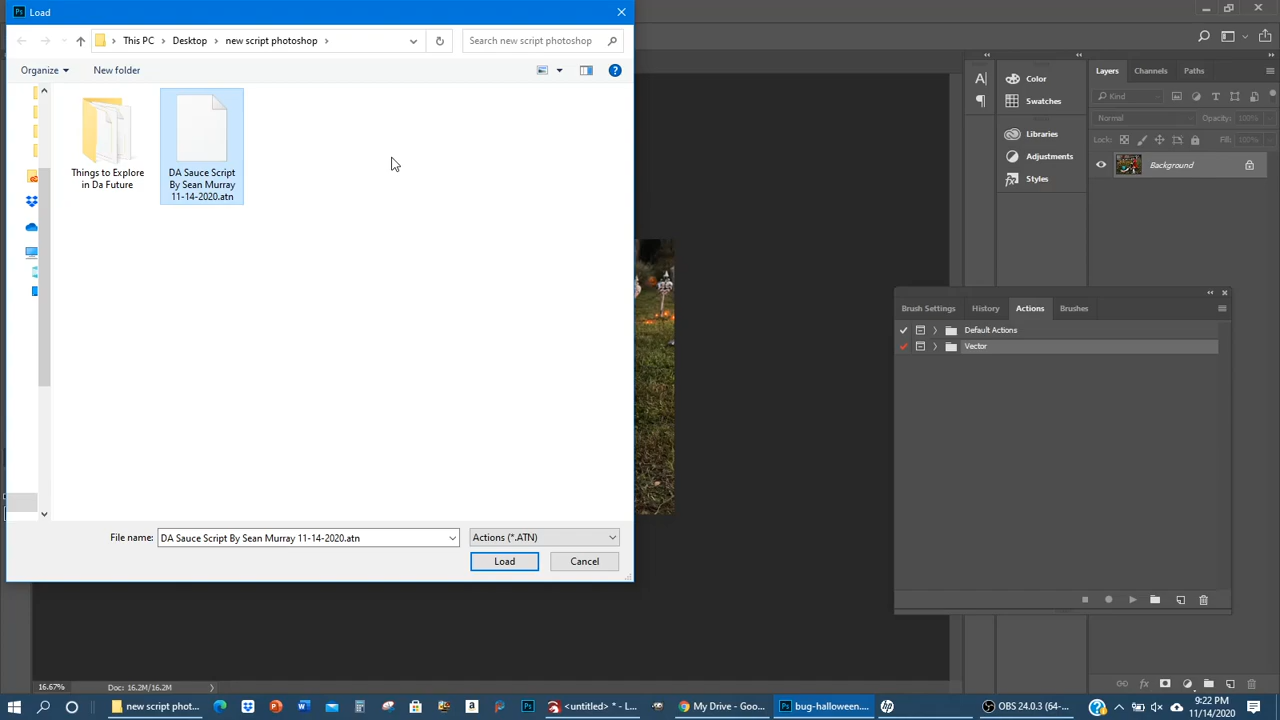 Ps Load
This PC > Desktop > new script photoshop >
Search new script photoshop
Organize
New folder
Things to Explore
in Da Future
DA Sauce Script
By Sean Murray
11-14-2020.atn
File name:
DA Sauce Script By Sean Murray 11-14-2020.atn
Actions (*.ATN)
Load
Cancel
Color
Swatches
Libraries
Adjustments
Styles
Layers
Channels
Paths
Kind
Normal
Opacity: 100%
Lock:
Fill: 100%
Background
Brush Settings
History
Actions
Brushes
Default Actions
Vector
16.67%
Doc: 16.2M/16.2M
new script phot...
<untitled> * - L...
My Drive - Goo...
bug-halloween....
OBS 24.0.3 (64-...
9:22 PM
11/14/2020